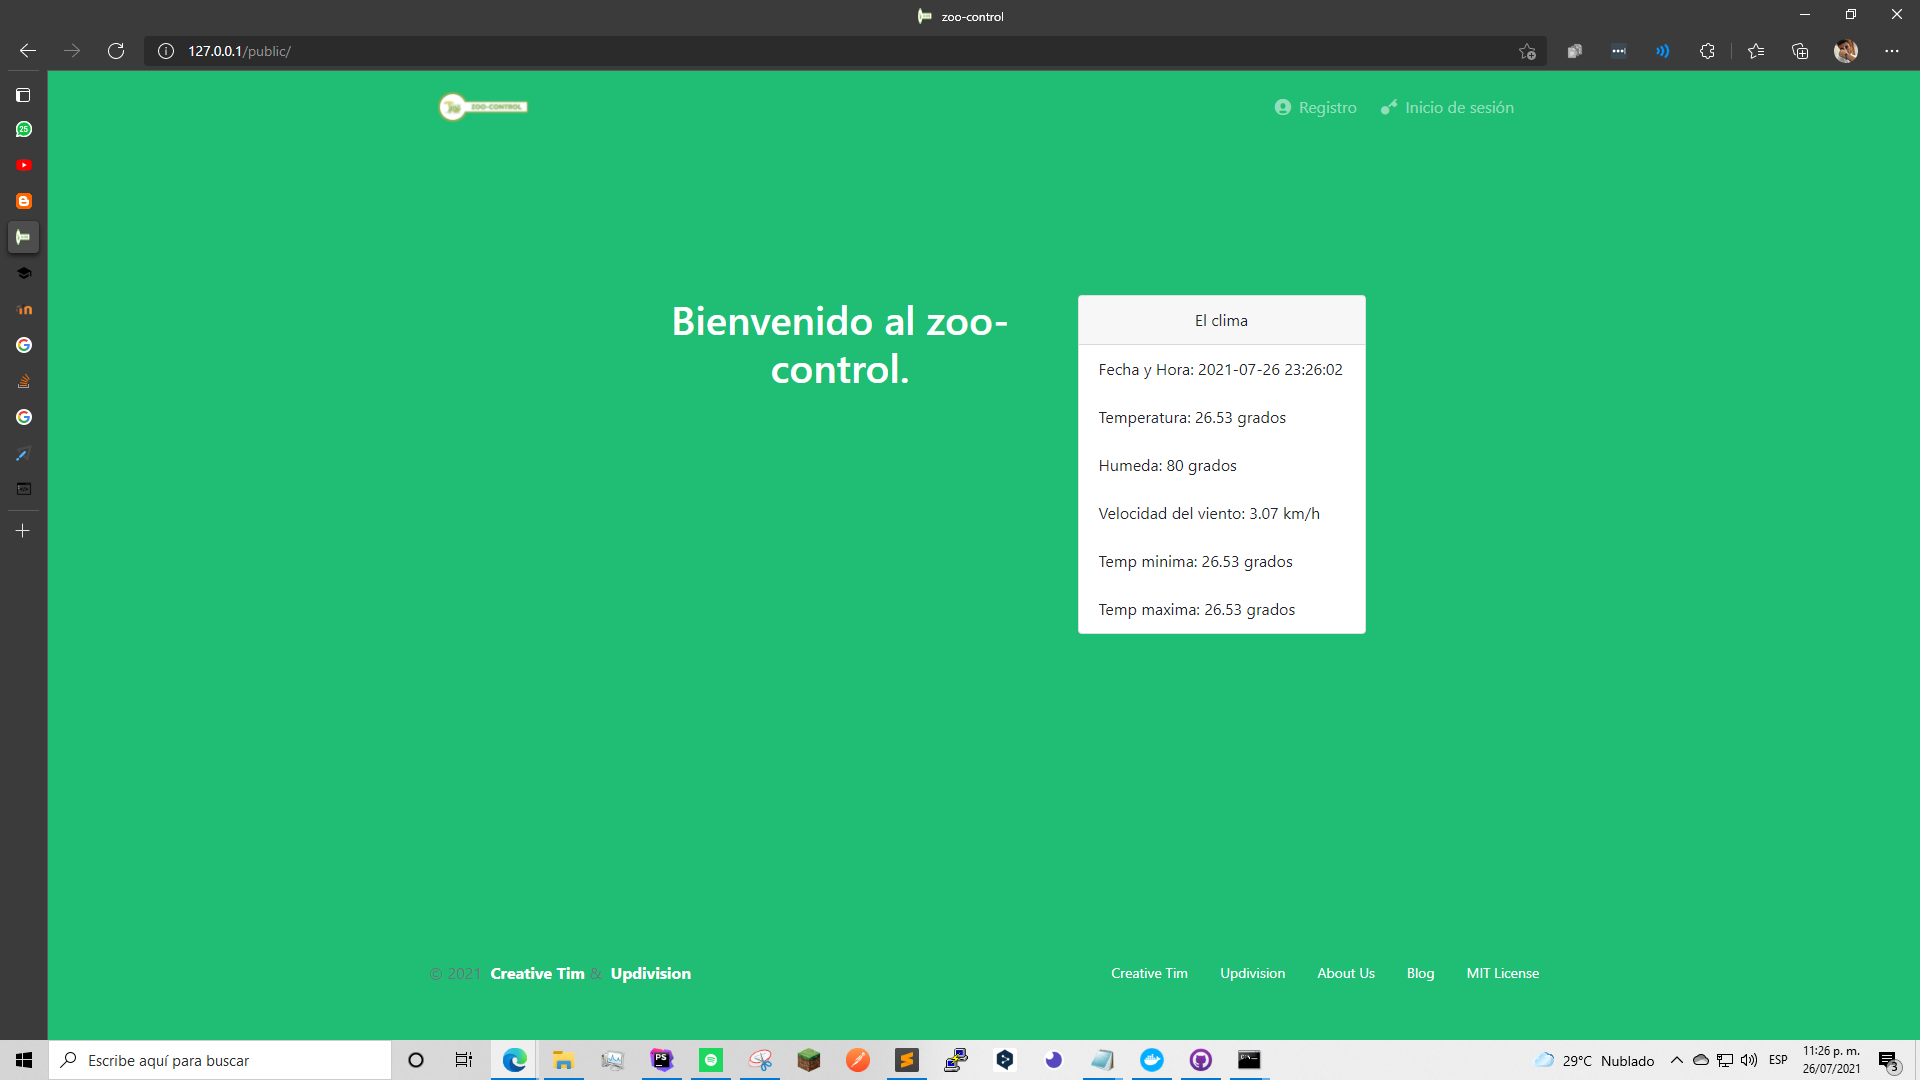 zoo-control
127.0.0.1/public/
25
ZOO-CONTROL
Registro
Inicio de sesión
Bienvenido al zoo-
control.
El clima
Fecha y Hora: 2021-07-26 23:26:02
Temperatura: 26.53 grados
Humeda: 80 grados
Velocidad del viento: 3.07 km/h
Temp minima: 26.53 grados
Temp maxima: 26.53 grados
© 2021 Creative Tim & Updivision
Creative Tim
Updivision
About Us
Blog
MIT License
Escribe aquí para buscar
PS
29°C Nublado
ESP
11:26 p. m.
26/07/2021
3